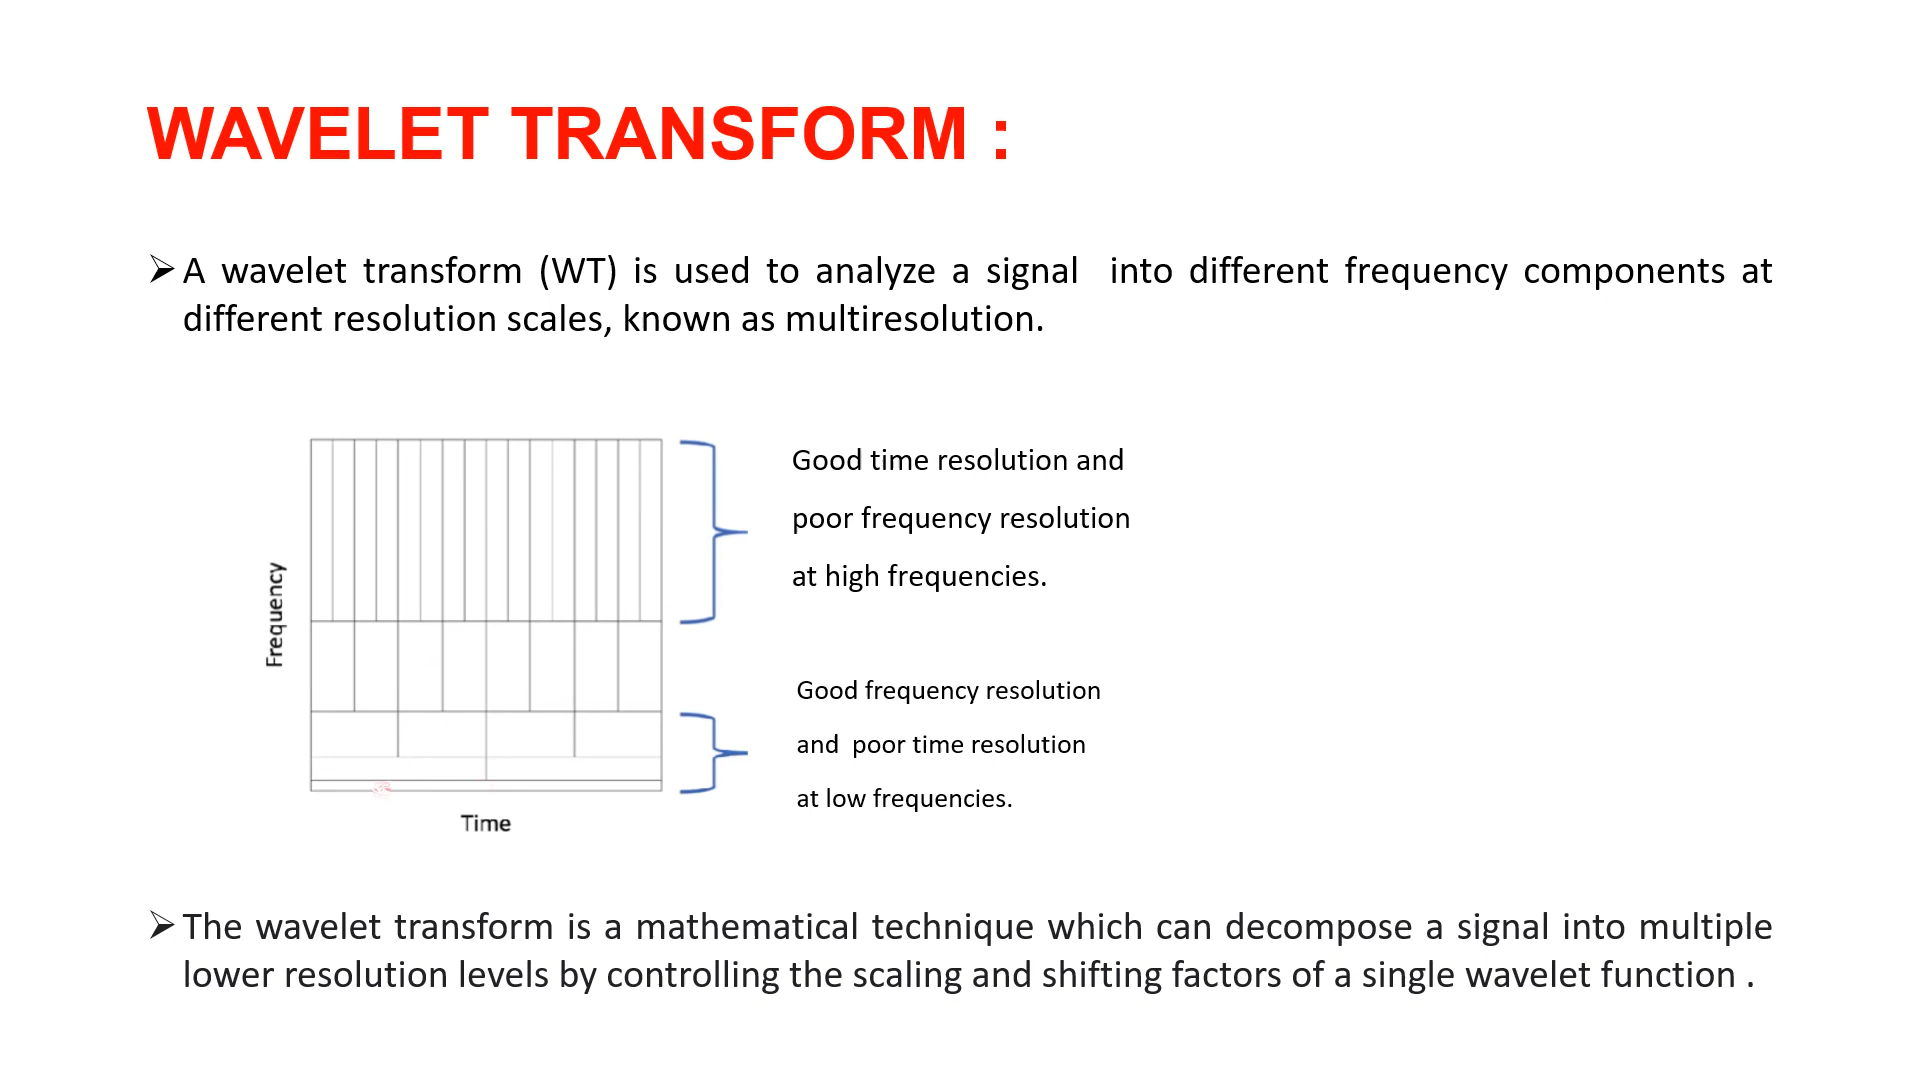 WAVELET TRANSFORM :
A wavelet transform (WT) is used to analyze a signal into different frequency components at
different resolution scales, known as multiresolution.
Good time resolution and
poor frequency resolution
at high frequencies.
Frequency
Good frequency resolution
and poor time resolution
at low frequencies.
Time
The wavelet transform is a mathematical technique which can decompose a signal into multiple
lower resolution levels by controlling the scaling and shifting factors of a single wavelet function .